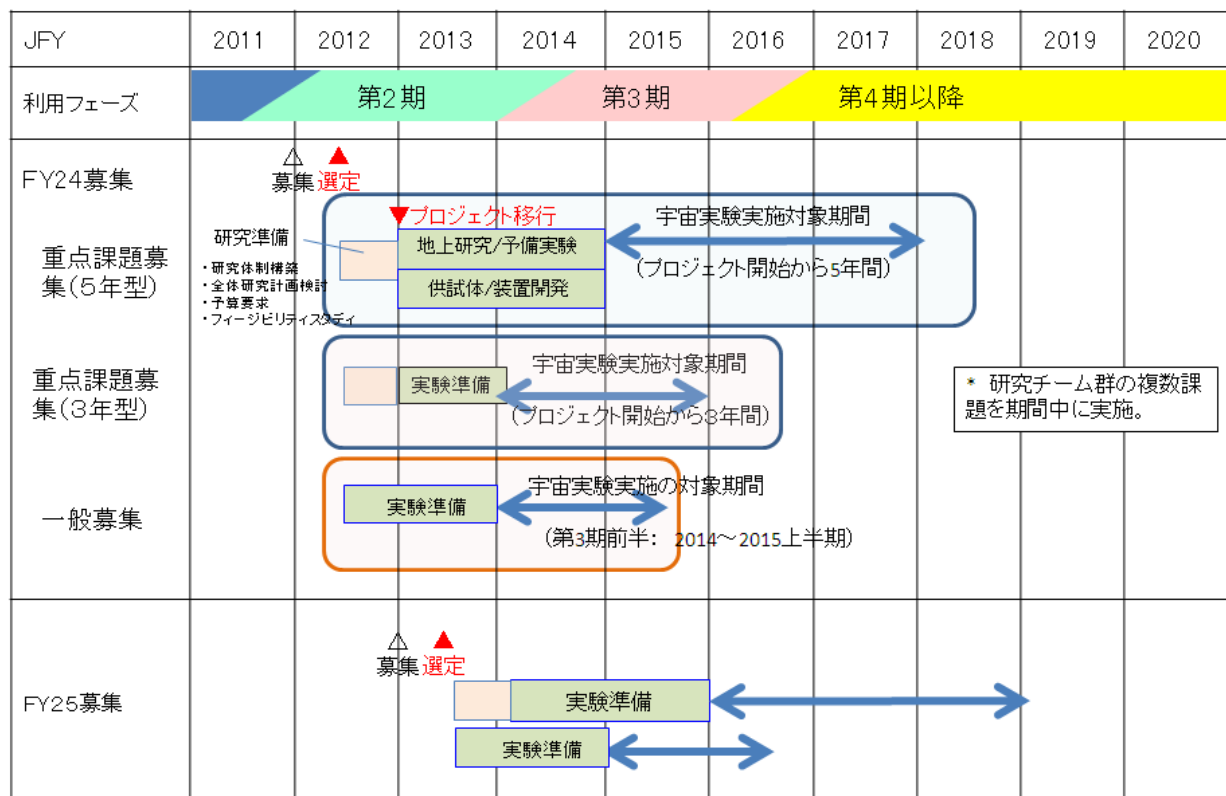 JFY 2011 2012 2013 2014 2015 2016 2017 2018 2019 2020
利用フェーズ 第2期 第3期 第4期以降
FY24募集
募集 選定
プロジェクト移行
宇宙実験実施対象期間
研究準備
地上研究/予備実験
重点課題募
集(5年型)
(プロジェクト開始から5年間)
・研究体制構築
・全体研究計画検討
・予算要求
・フィージビリティスタディ
供試体/装置開発
宇宙実験実施対象期間
重点課題募
集(3年型)
実験準備
(プロジェクト開始から3年間)
* 研究チーム群の複数課
題を期間中に実施。
宇宙実験実施の対象期間
一般募集
実験準備
(第3期前半: 2014~2015上半期)
募集 選定
FY25募集
実験準備
実験準備